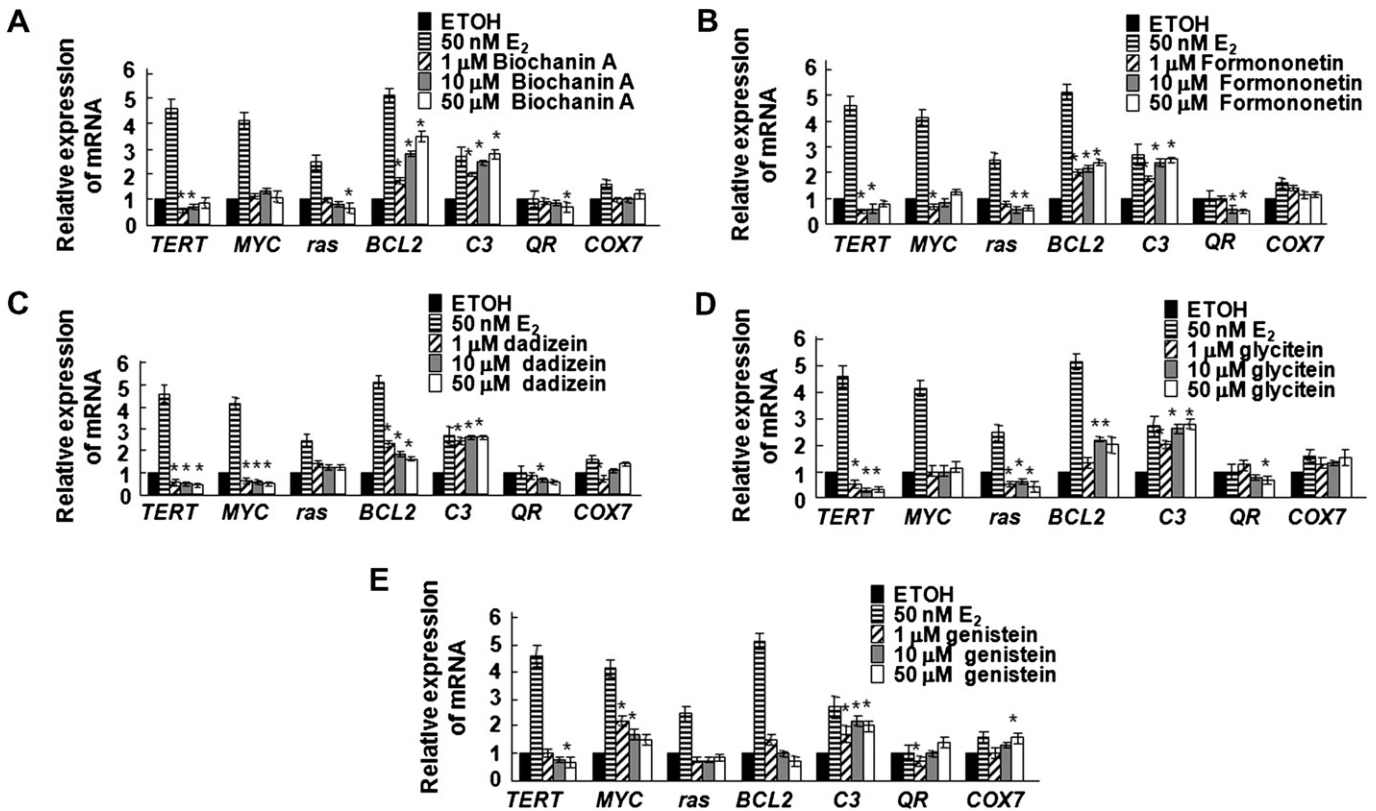 A
ETOH
50 nM E2
1 μM Biochanin A
10 μM Biochanin A
50 μM Biochanin A
Relative expression
of mRNA
6
5
4
3
2
1
0
* * * * * * * * * * *
TERT MYC ras BCL2 C3 QR COX7
B
ETOH
50 nM E2
1 μM Formononetin
10 μM Formononetin
50 μM Formononetin
Relative expression
of mRNA
6
5
4
3
2
1
0
* * * * * * * * * * * * *
TERT MYC ras BCL2 C3 QR COX7
C
ETOH
50 nM E2
1 μM dadizein
10 μM dadizein
50 μM dadizein
Relative expression
of mRNA
6
5
4
3
2
1
0
* * * * * * * * * * * * * *
TERT MYC ras BCL2 C3 QR COX7
D
ETOH
50 nM E2
1 μM glycitein
10 μM glycitein
50 μM glycitein
Relative expression
of mRNA
6
5
4
3
2
1
0
* * * * * * * * * * * *
TERT MYC ras BCL2 C3 QR COX7
E
ETOH
50 nM E2
1 μM genistein
10 μM genistein
50 μM genistein
Relative expression
of mRNA
6
5
4
3
2
1
0
* * * * * * * *
TERT MYC ras BCL2 C3 QR COX7